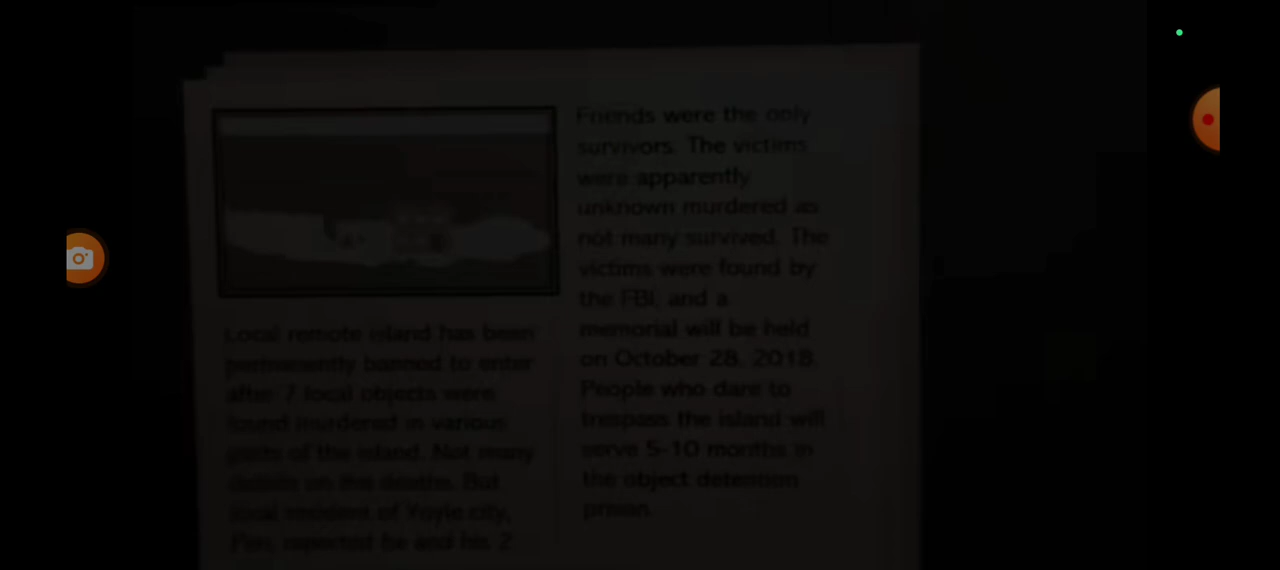 Local remote island has been
permanently banned to enter
after 7 local objects were
found murdered in various
parts of the island. Not many
details on the deaths. But
local resident of Yoyle city,
Pen, reported he and his 2
Friends were the only
survivors. The victims
were apparently
unknown murdered as
not many survived. The
victims were found by
the FBI, and a
memorial will be held
on October 28, 2018.
People who dare to
trespass the island will
serve 5-10 months in
the object detention
prison.